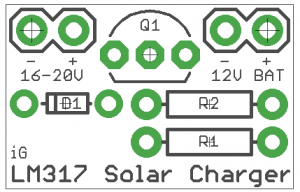 Q1
- +
- +
16-20V
12V BAT
D1
R2
R1
iG
LM317 Solar Charger